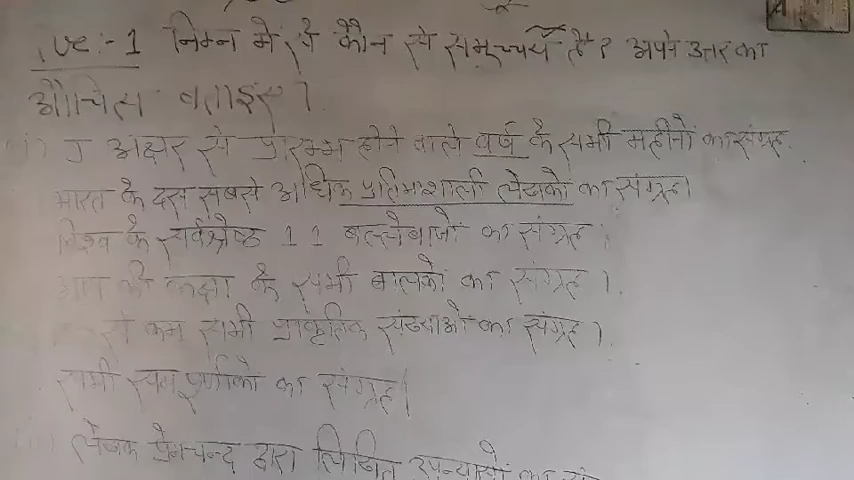 Que:- 1 निम्न में से कौन से समुच्चय है? अपने उत्तर का
औचित्य बताइए।
J अक्षर से प्रारम्भ होने वाले वर्ष के सभी महीनों का संग्रह.
भारत के दस सबसे अधिक प्रतिभाशाली लेखकों का संग्रह।
विश्व के सर्वश्रेष्ठ 11 बल्लेबाजों का संग्रह।
आप की कक्षा के सभी बालकों का संग्रह।
से कम सभी प्राकृतिक संख्याओं का संग्रह।
सभी सम पूर्णांकों का संग्रह।
लेखक प्रेमचन्द द्वारा लिखित उपन्यासों का